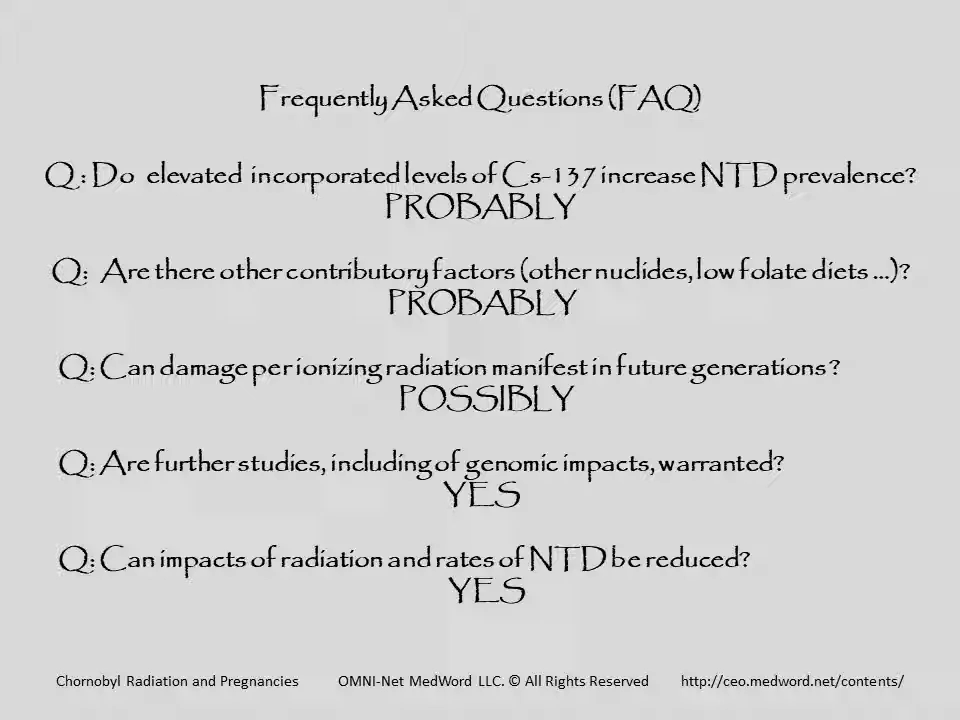 Frequently Asked Questions (FAQ)
Q : Do elevated incorporated levels of Cs-137 increase NTD prevalence?
PROBABLY
Q: Are there other contributory factors (other nuclides, low folate diets ...)?
PROBABLY
Q: Can damage per ionizing radiation manifest in future generations ?
POSSIBLY
Q: Are further studies, including of genomic impacts, warranted?
YES
Q: Can impacts of radiation and rates of NTD be reduced?
YES
Chornobyl Radiation and Pregnancies OMNI-Net MedWord LLC. © All Rights Reserved http://ceo.medword.net/contents/